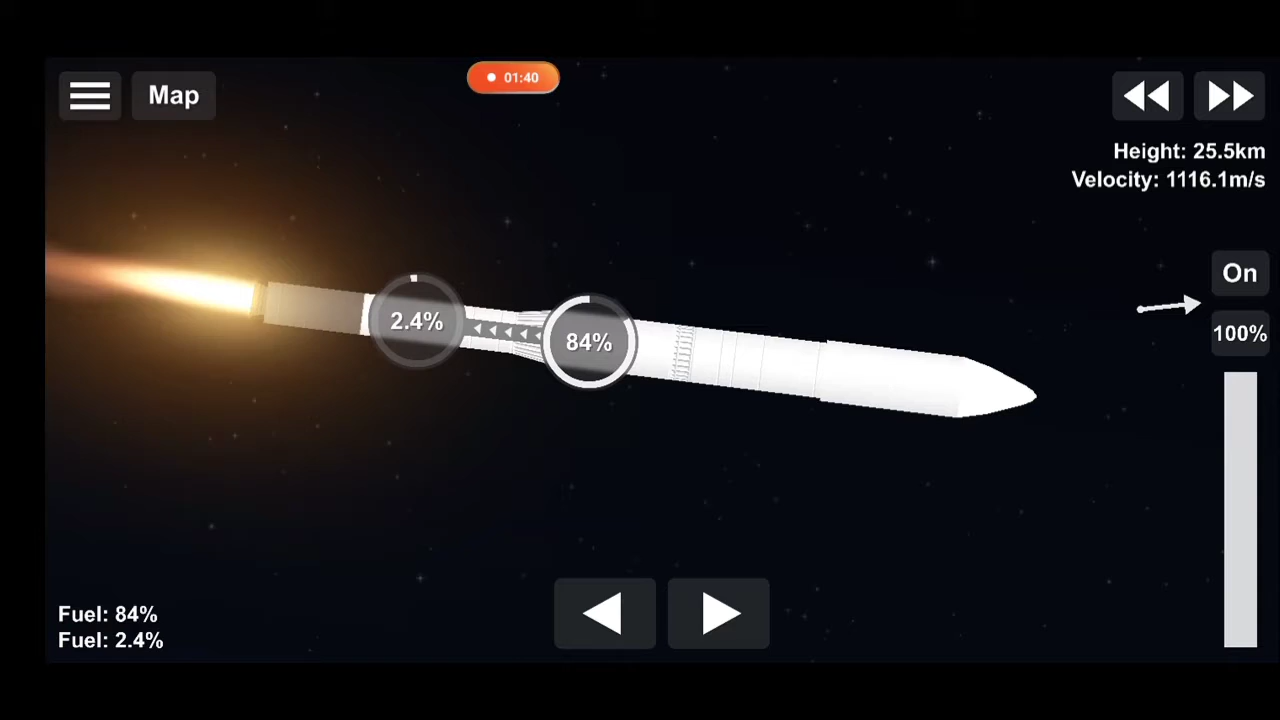 Map
01:40
Height: 25.5km
Velocity: 1116.1m/s
On
100%
2.4%
84%
Fuel: 84%
Fuel: 2.4%